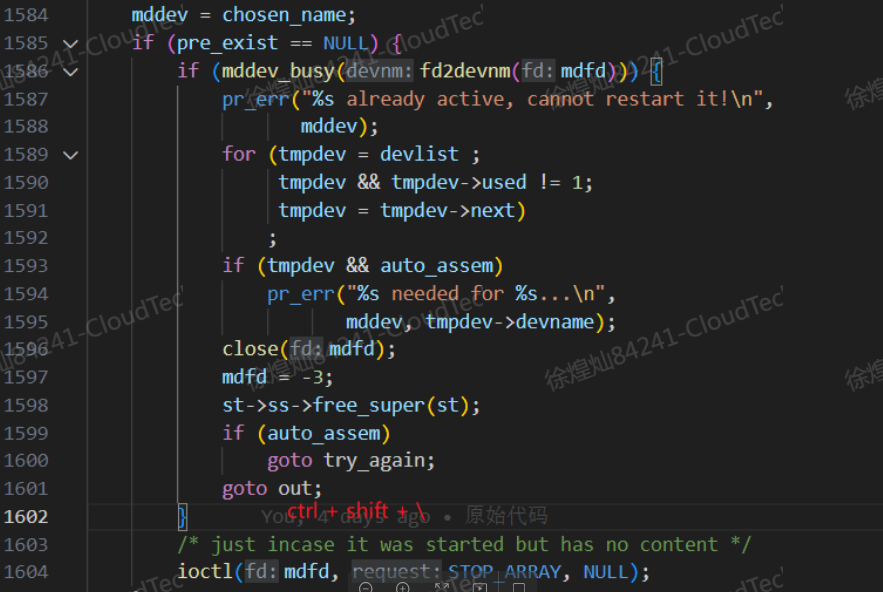 1584 mddev = chosen_name;
1585 if (pre_exist == NULL) {
1586 if (mddev_busy(devnm: fd2devnm(fd: mdfd))) {
1587 pr_err("%s already active, cannot restart it!\n",
1588 mddev);
1589 for (tmpdev = devlist ;
1590 tmpdev && tmpdev->used != 1;
1591 tmpdev = tmpdev->next)
1592 ;
1593 if (tmpdev && auto_assem)
1594 pr_err("%s needed for %s...\n",
1595 mddev, tmpdev->devname);
1596 close(fd: mdfd);
1597 mdfd = -3;
1598 st->ss->free_super(st);
1599 if (auto_assem)
1600 goto try_again;
1601 goto out;
1602 } You, 4 days ago • 原始代码
ctrl + shift + \
1603 /* just incase it was started but has no content */
1604 ioctl(fd: mdfd, request: STOP_ARRAY, NULL);
徐煌灿84241-CloudTec